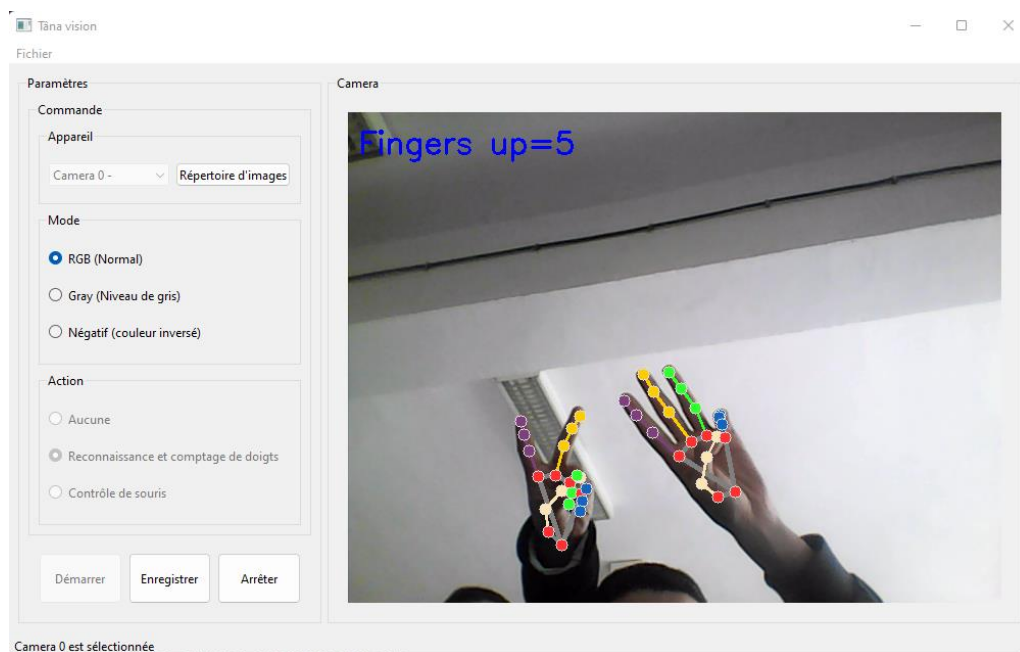 Tāna vision
Fichier
Paramètres
Commande
Appareil
Camera 0 -
Répertoire d'images
Mode
RGB (Normal)
Gray (Niveau de gris)
Négatif (couleur inversé)
Action
Aucune
Reconnaissance et comptage de doigts
Contrôle de souris
Démarrer
Enregistrer
Arrêter
Camera 0 est sélectionnée
Camera
Fingers up=5